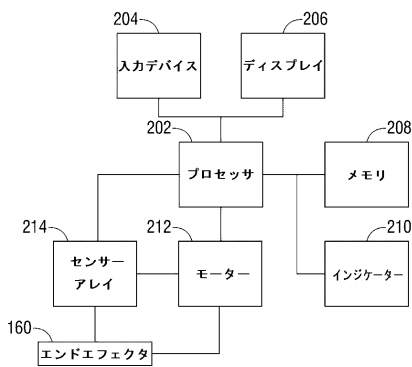 204
206
入力デバイス
ディスプレイ
202
208
プロセッサ
メモリ
214
212
210
センサー
アレイ
モーター
インジケーター
160
エンドエフェクタ